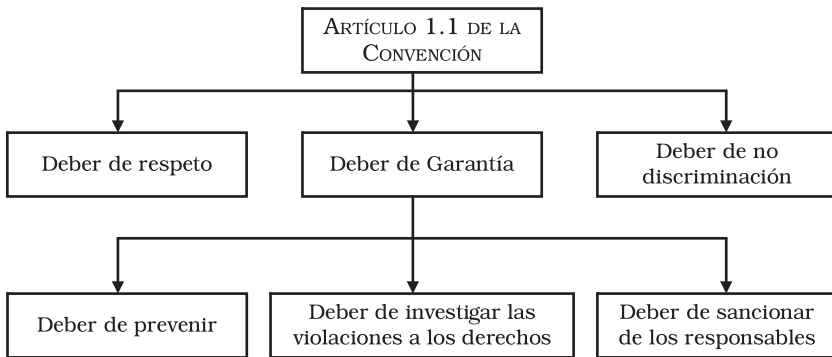 ARTÍCULO 1.1 DE LA
CONVENCIÓN
Deber de respeto
Deber de Garantía
Deber de no
discriminación
Deber de prevenir
Deber de investigar las
violaciones a los derechos
Deber de sancionar
de los responsables